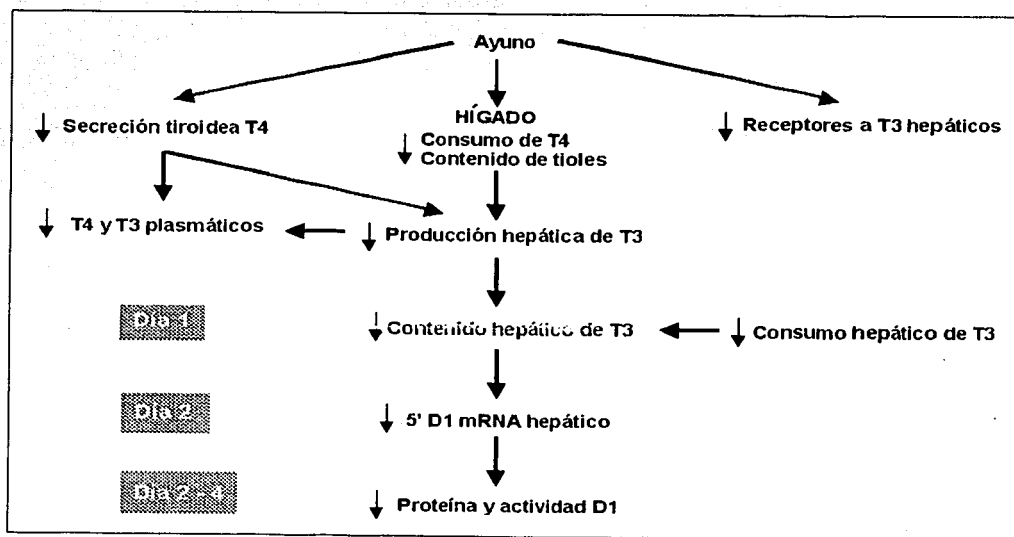 Ayuno
↓ Secreción tiroidea T4
HÍGADO
↓ Consumo de T4
Contenido de tioles
↓ Receptores a T3 hepáticos
↓ T4 y T3 plasmáticos
↓ Producción hepática de T3
Día 1
↓ Contenido hepático de T3
↓ Consumo hepático de T3
Día 2
↓ 5' D1 mRNA hepático
Día 2 - 4
↓ Proteína y actividad D1